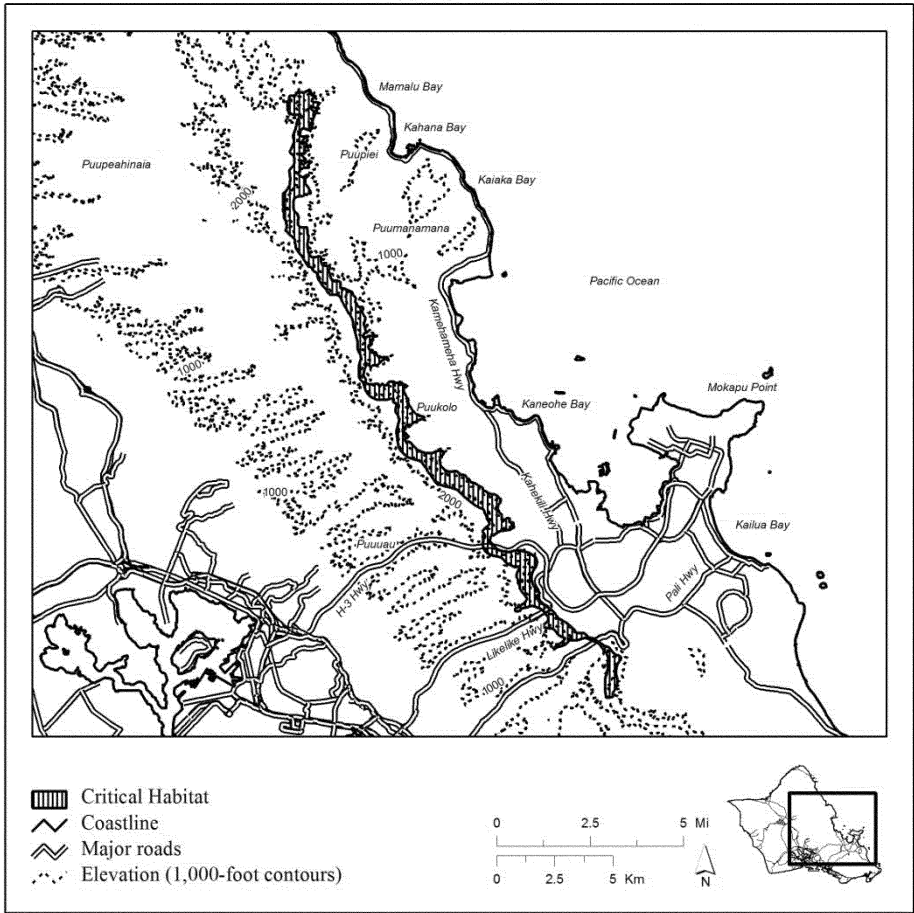 Mamalu Bay
Kahana Bay
Puupiei
Puupeahinaia
Kaiaka Bay
2000
Puumanamana
1000
Pacific Ocean
Kamehameha Hwy
1000
Mokapu Point
Kaneohe Bay
Puukolo
1000
2000
Kahekili Hwy
Kailua Bay
Puuuau
H-3 Hwy
Pali Hwy
Likelike Hwy
1000
Critical Habitat
Coastline
Major roads
Elevation (1,000-foot contours)
0 2.5 5 Mi
0 2.5 5 Km
N